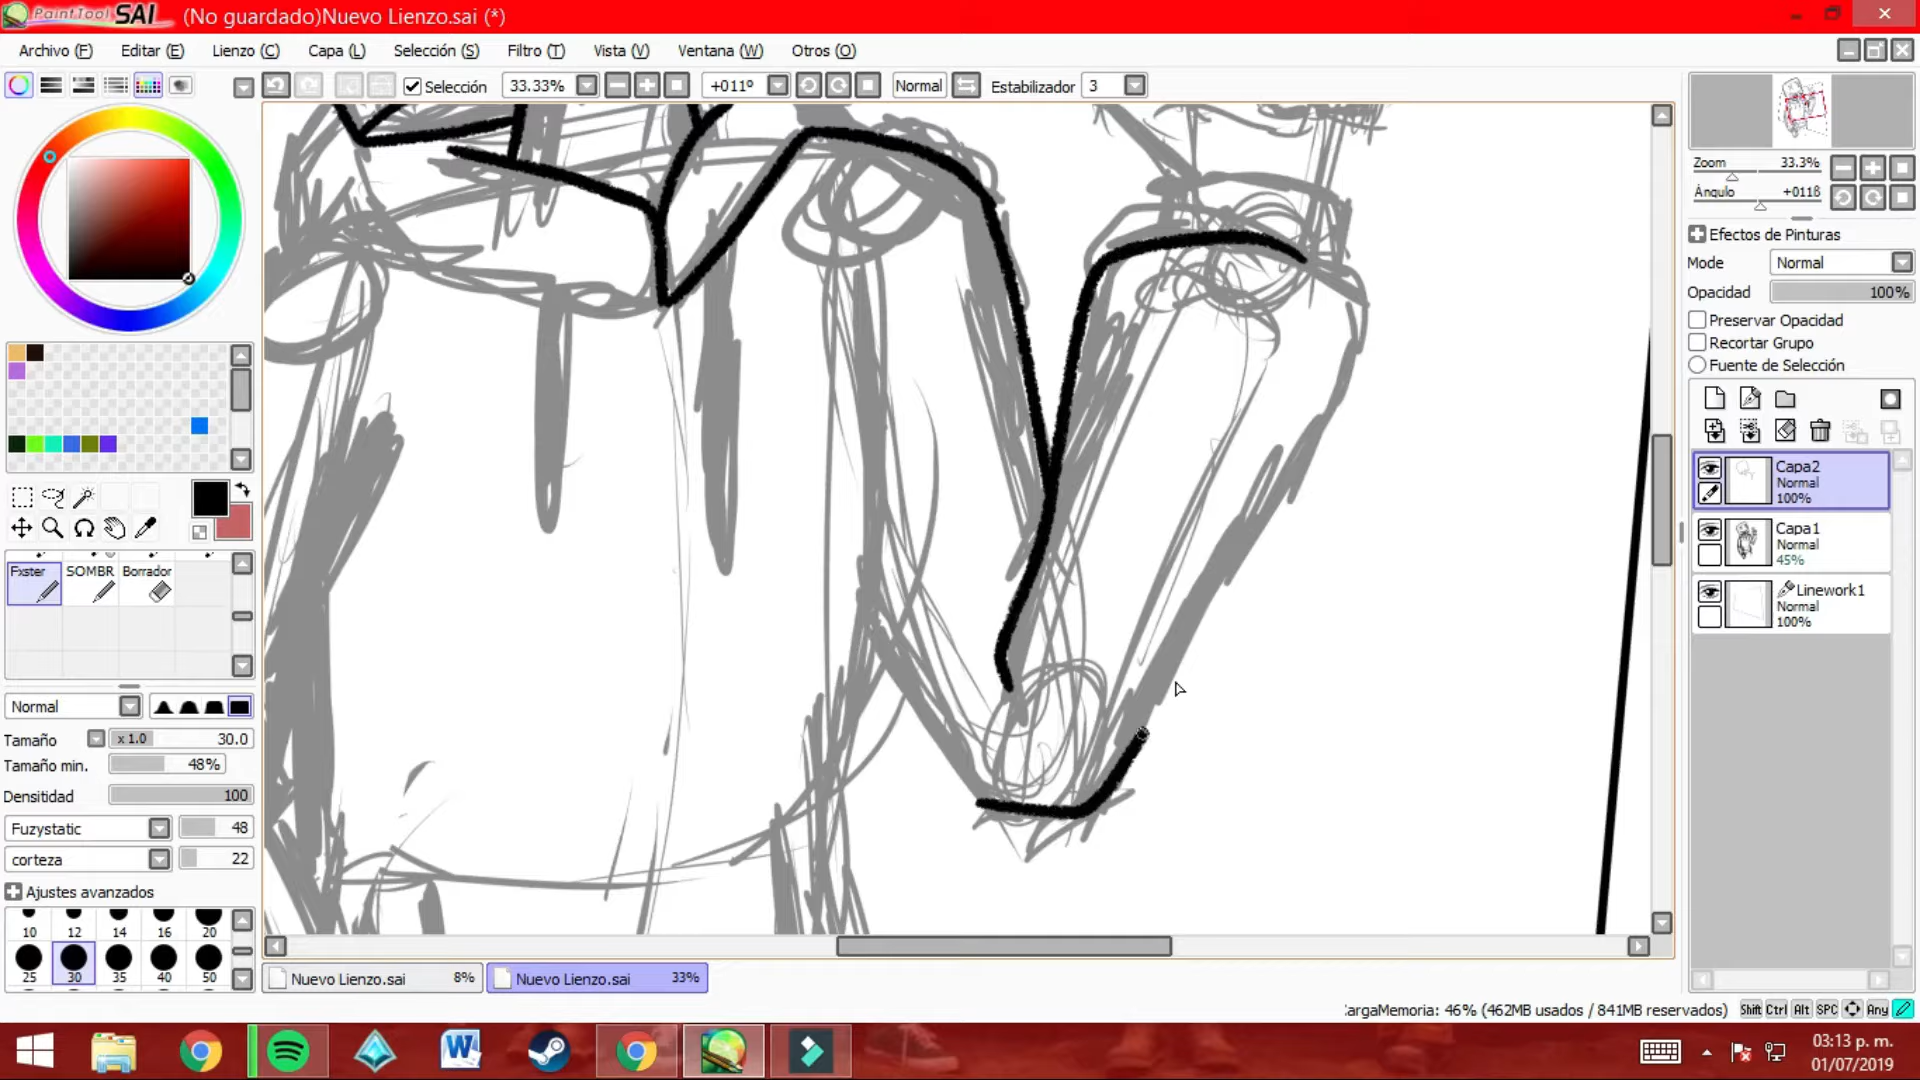 PaintTool SAI (No guardado)Nuevo Lienzo.sai (*)
Archivo (F) Editar (E) Lienzo (C) Capa (L) Selección (S) Filtro (T) Vista (V) Ventana (W) Otros (O)
Selección 33.33% +011º Normal Estabilizador 3
Zoom 33.3%
Ángulo +011ß
Efectos de Pinturas
Mode Normal
Opacidad 100%
Preservar Opacidad
Recortar Grupo
Fuente de Selección
Capa2
Normal
100%
Capa1
Normal
45%
Linework1
Normal
100%
Fxster SOMBR Borrador
Normal
Tamaño x 1.0 30.0
Tamaño min. 48%
Densitidad 100
Fuzystatic 48
corteza 22
Ajustes avanzados
10 12 14 16 20
25 30 35 40 50
Nuevo Lienzo.sai 8% Nuevo Lienzo.sai 33%
argaMemoria: 46% (462MB usados / 841MB reservados) Shift Ctrl Alt SPC Any
03:13 p. m.
01/07/2019